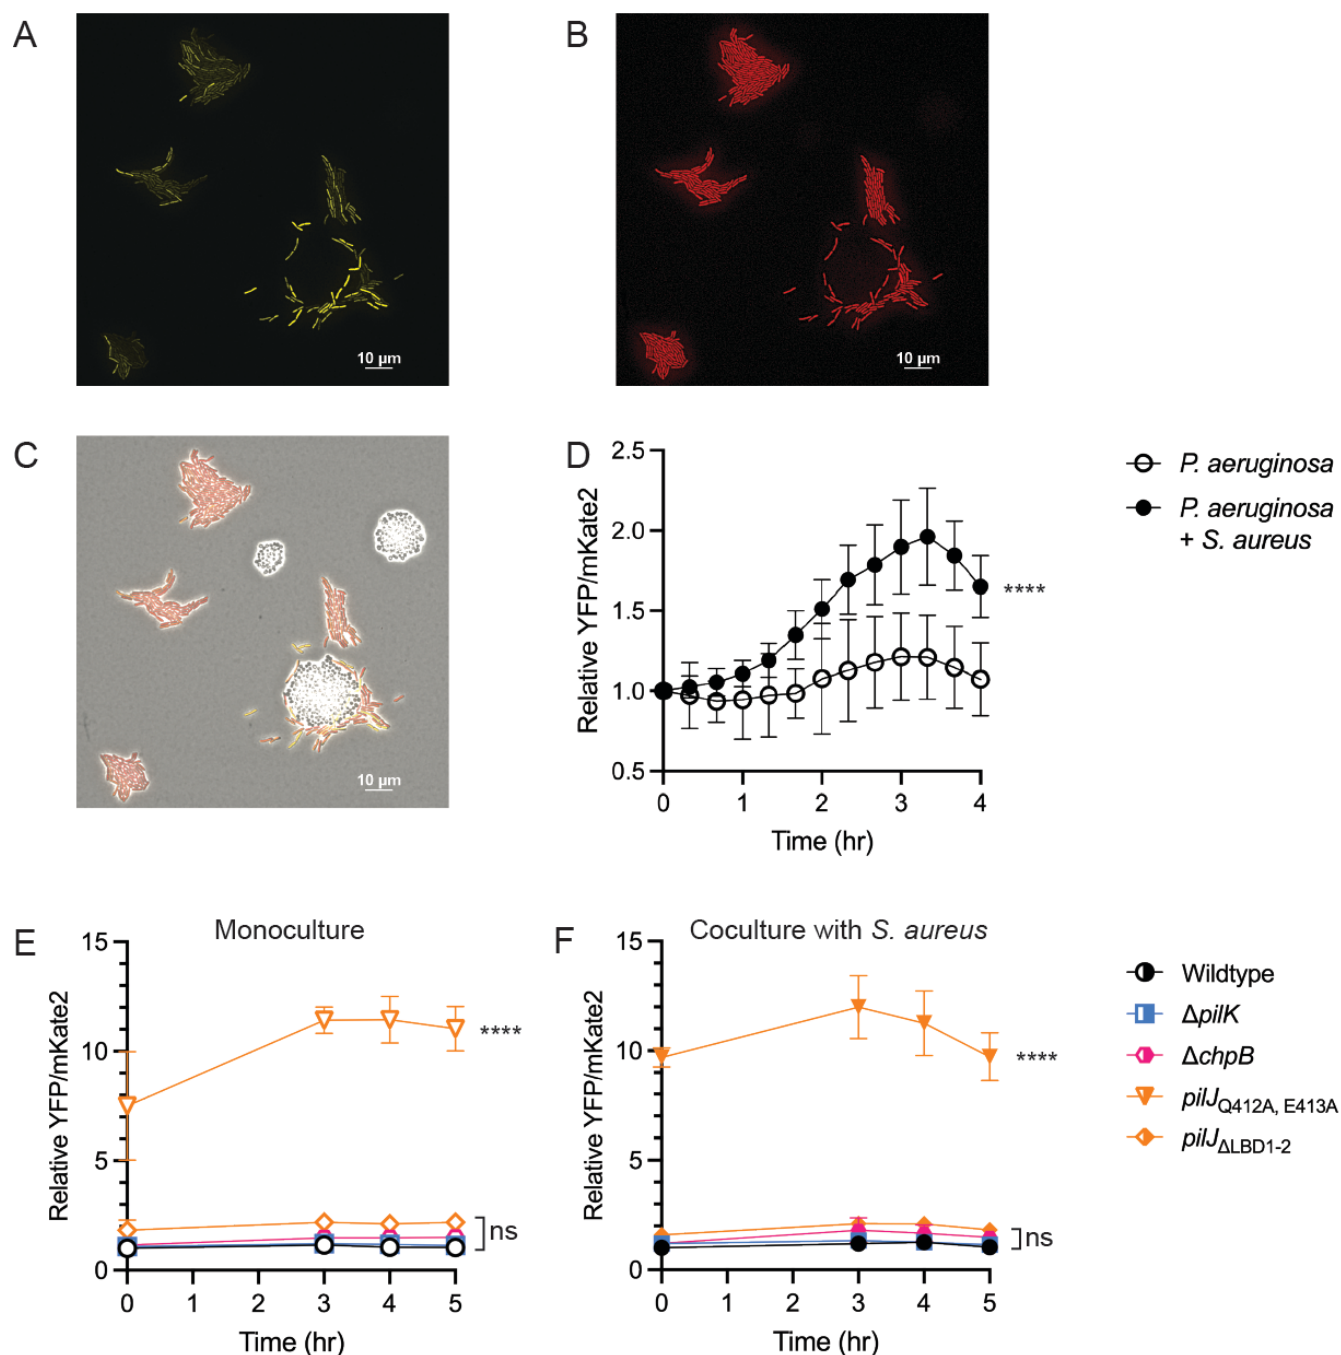 A
B
10 µm
10 µm
C
10 µm
D
2.5
2.0
1.5
1.0
0.5
Relative YFP/mKate2
0 1 2 3 4
Time (hr)
****
P. aeruginosa
P. aeruginosa
+ S. aureus
E
Monoculture
15
10
5
0
Relative YFP/mKate2
0 1 2 3 4 5
Time (hr)
****
ns
F
Coculture with S. aureus
15
10
5
0
Relative YFP/mKate2
0 1 2 3 4 5
Time (hr)
****
ns
Wildtype
ΔpilK
ΔchpB
pilJQ412A, E413A
pilJΔLBD1-2